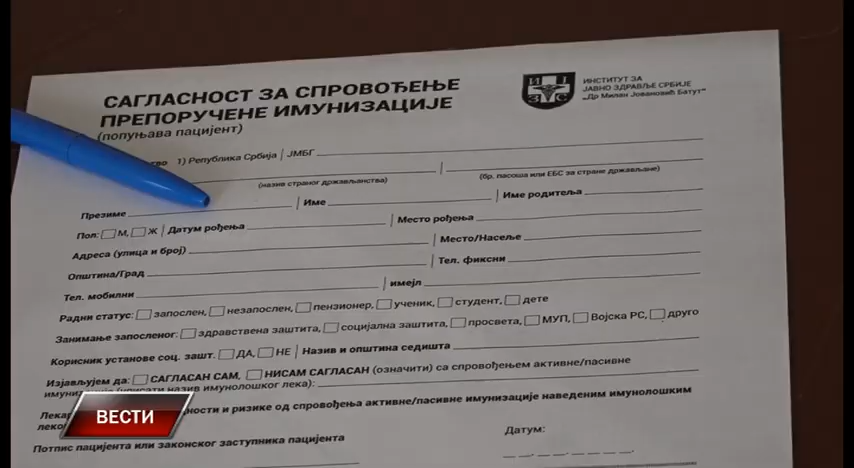 САГЛАСНОСТ ЗА СПРОВОЂЕЊЕ
ПРЕПОРУЧЕНЕ ИМУНИЗАЦИЈЕ
(попуњава пацијент)
ИНСТИТУТ ЗА
ЈАВНО ЗДРАВЉЕ СРБИЈЕ
„Др Милан Јовановић Батут“
1) Република Србија | ЈМБГ
(назив страног држављанства) (бр. пасоша или ЕБС за стране држављане)
Презиме | Име | Име родитеља
Пол: М, Ж | Датум рођења | Место рођења
Адреса (улица и број) | Место/Насеље
Општина/Град | Тел. фиксни
Тел. мобилни | имејл
Радни статус: запослен, незапослен, пензионер, ученик, студент, дете
Занимање запосленог: здравствена заштита, социјална заштита, просвета, МУП, Војска РС, друго
Корисник установе соц. зашт. ДА, НЕ | Назив и општина седишта
Изјављујем да: САГЛАСАН САМ, НИСАМ САГЛАСАН (означити) са спровођењем активне/пасивне
(уписати назив имунолошког лека):
и ризике од спровођења активне/пасивне имунизације наведеним имунолошким
ВЕСТИ
Потпис пацијента или законског заступника пацијента
Датум: